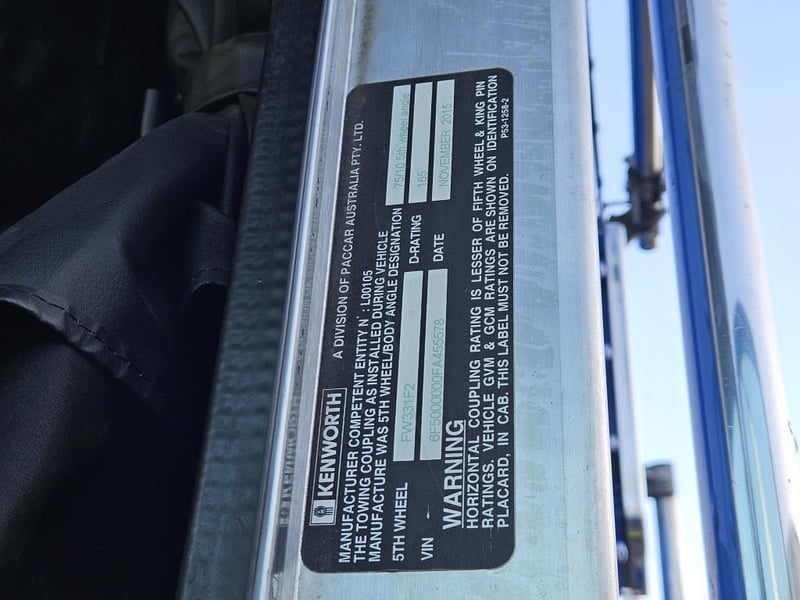 KENWORTH A DIVISION OF PACCAR AUSTRALIA PTY. LTD.
MANUFACTURER COMPETENT ENTITY N° : L00105
THE TOWING COUPLING AS INSTALLED DURING VEHICLE
MANUFACTURE WAS 5TH WHEEL/BODY ANGLE DESIGNATION 75/10 5th wheel angle
5TH WHEEL FW331F2 D-RATING 165
VIN 6F5000000FA455578 DATE NOVEMBER 2015
WARNING
HORIZONTAL COUPLING RATING IS LESSER OF FIFTH WHEEL & KING PIN
RATINGS. VEHICLE GVM & GCM RATINGS ARE SHOWN ON IDENTIFICATION
PLACARD, IN CAB. THIS LABEL MUST NOT BE REMOVED. P53-1258-2